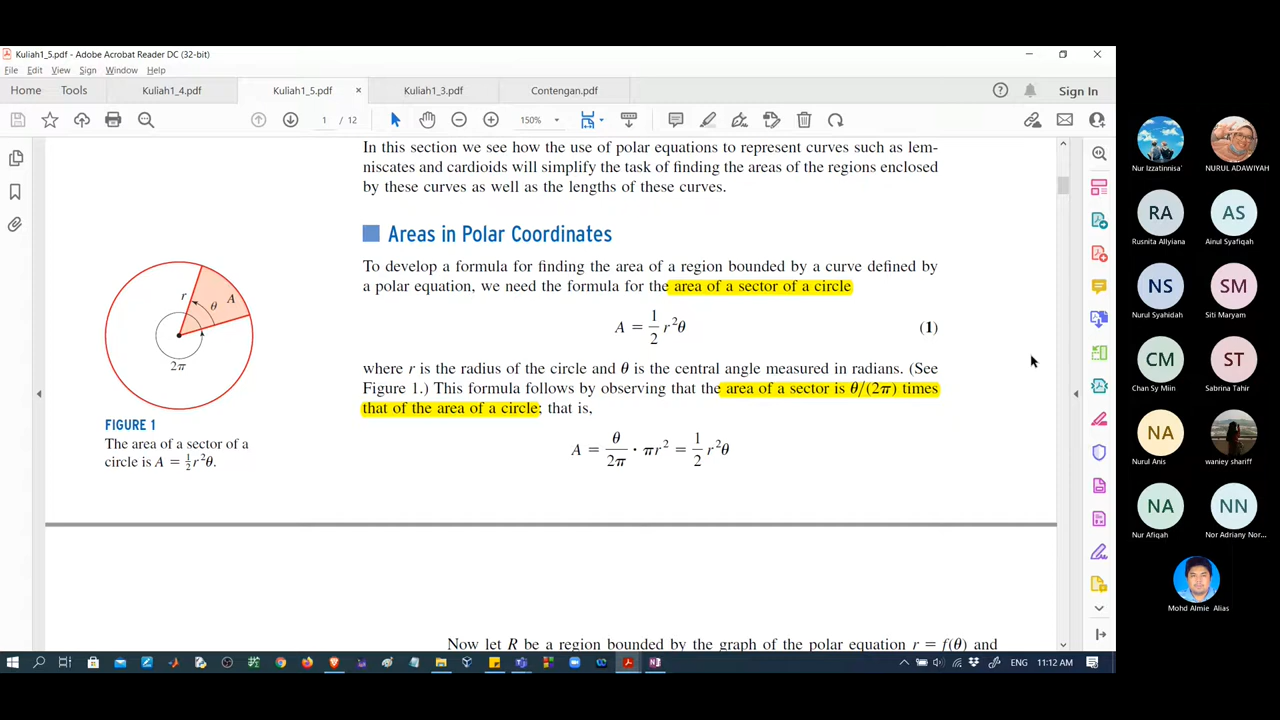 Kuliah1_5.pdf - Adobe Acrobat Reader DC (32-bit)
File Edit View Sign Window Help
Home Tools Kuliah1_4.pdf Kuliah1_5.pdf × Kuliah1_3.pdf Contengan.pdf Sign In
1 / 12 150%
In this section we see how the use of polar equations to represent curves such as lem-
niscates and cardioids will simplify the task of finding the areas of the regions enclosed
by these curves as well as the lengths of these curves.
Areas in Polar Coordinates
To develop a formula for finding the area of a region bounded by a curve defined by
a polar equation, we need the formula for the area of a sector of a circle
A = 1/2 r²θ (1)
where r is the radius of the circle and θ is the central angle measured in radians. (See
Figure 1.) This formula follows by observing that the area of a sector is θ/(2π) times
that of the area of a circle; that is,
A = θ/2π · πr² = 1/2 r²θ
r θ A
2π
FIGURE 1
The area of a sector of a
circle is A = ½r²θ.
Now let R be a region bounded by the graph of the polar equation r = f(θ) and
Nur Izzatinnisa' NURUL ADAWIYAH
RA AS
Rusnita Allyiana Ainul Syafiqah
NS SM
Nurul Syahidah Siti Maryam
CM ST
Chan Sy Miin Sabrina Tahir
NA
Nurul Anis waniey shariff
NA NN
Nur Afiqah Nor Adriany Nor...
Mohd Almie Alias
ENG 11:12 AM